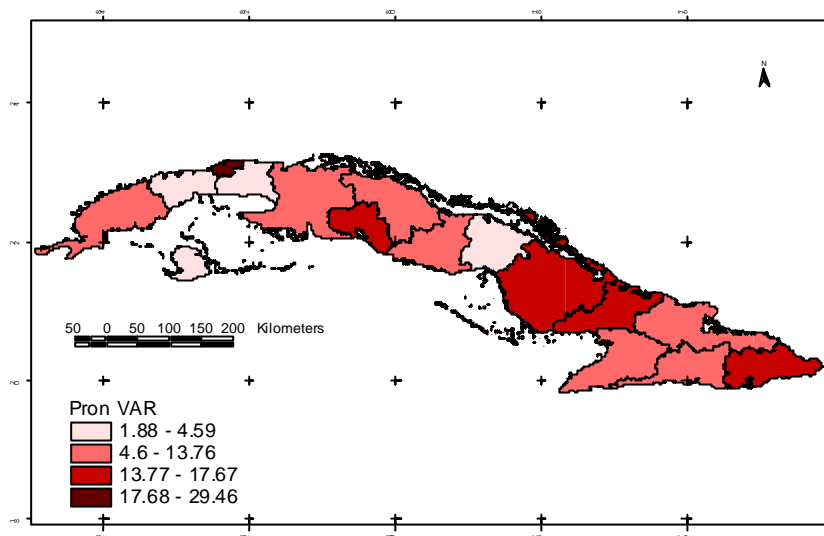 N
50 0 50 100 150 200 Kilometers
Pron VAR
1.88 - 4.59
4.6 - 13.76
13.77 - 17.67
17.68 - 29.46